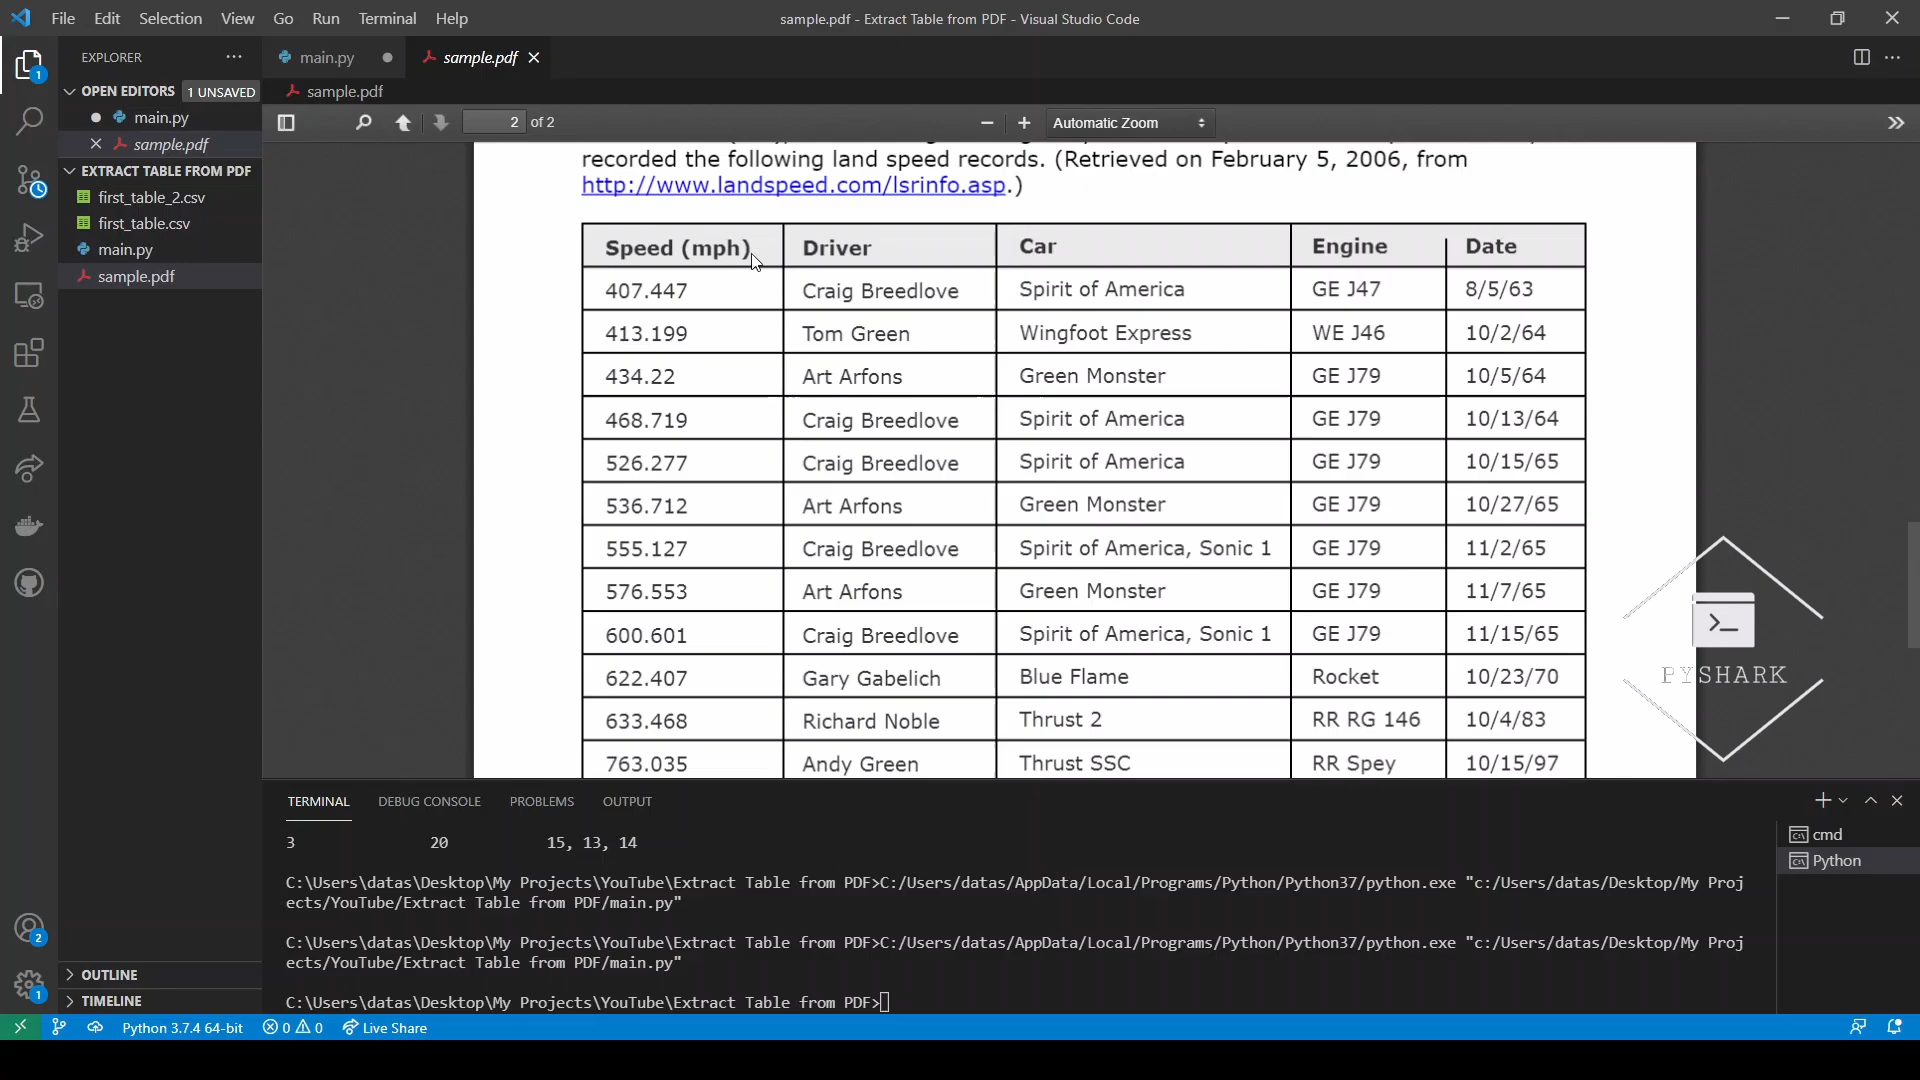 File Edit Selection View Go Run Terminal Help
sample.pdf - Extract Table from PDF - Visual Studio Code
EXPLORER
main.py
sample.pdf
OPEN EDITORS 1 UNSAVED
main.py
sample.pdf
EXTRACT TABLE FROM PDF
first_table_2.csv
first_table.csv
main.py
sample.pdf
OUTLINE
TIMELINE
1
2
1
sample.pdf
2 of 2
Automatic Zoom
recorded the following land speed records. (Retrieved on February 5, 2006, from
http://www.landspeed.com/lsrinfo.asp.)
Speed (mph) Driver Car Engine Date
407.447 Craig Breedlove Spirit of America GE J47 8/5/63
413.199 Tom Green Wingfoot Express WE J46 10/2/64
434.22 Art Arfons Green Monster GE J79 10/5/64
468.719 Craig Breedlove Spirit of America GE J79 10/13/64
526.277 Craig Breedlove Spirit of America GE J79 10/15/65
536.712 Art Arfons Green Monster GE J79 10/27/65
555.127 Craig Breedlove Spirit of America, Sonic 1 GE J79 11/2/65
576.553 Art Arfons Green Monster GE J79 11/7/65
600.601 Craig Breedlove Spirit of America, Sonic 1 GE J79 11/15/65
622.407 Gary Gabelich Blue Flame Rocket 10/23/70
633.468 Richard Noble Thrust 2 RR RG 146 10/4/83
763.035 Andy Green Thrust SSC RR Spey 10/15/97
PYSHARK
TERMINAL DEBUG CONSOLE PROBLEMS OUTPUT
3 20 15, 13, 14
C:\Users\datas\Desktop\My Projects\YouTube\Extract Table from PDF>C:/Users/datas/AppData/Local/Programs/Python/Python37/python.exe "c:/Users/datas/Desktop/My Proj
ects/YouTube/Extract Table from PDF/main.py"
C:\Users\datas\Desktop\My Projects\YouTube\Extract Table from PDF>C:/Users/datas/AppData/Local/Programs/Python/Python37/python.exe "c:/Users/datas/Desktop/My Proj
ects/YouTube/Extract Table from PDF/main.py"
C:\Users\datas\Desktop\My Projects\YouTube\Extract Table from PDF>
cmd
Python
Python 3.7.4 64-bit 0 0 Live Share